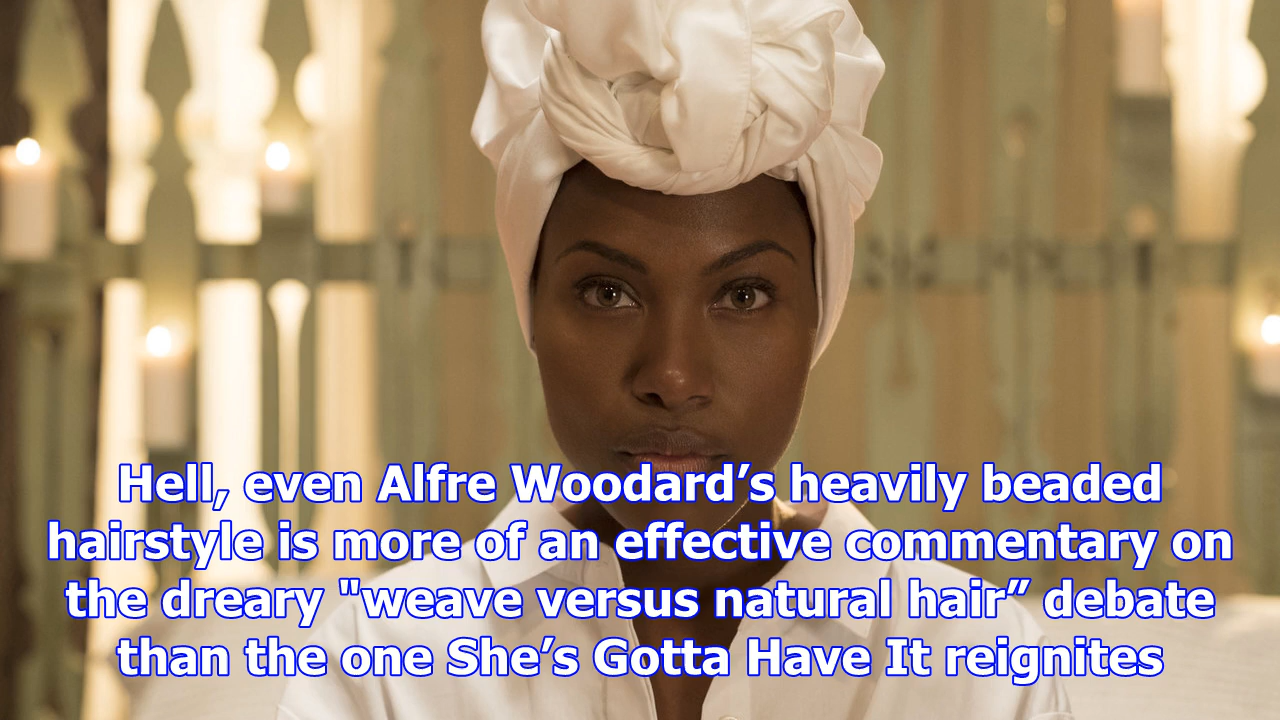 Hell, even Alfre Woodard’s heavily beaded
hairstyle is more of an effective commentary on
the dreary "weave versus natural hair” debate
than the one She’s Gotta Have It reignites